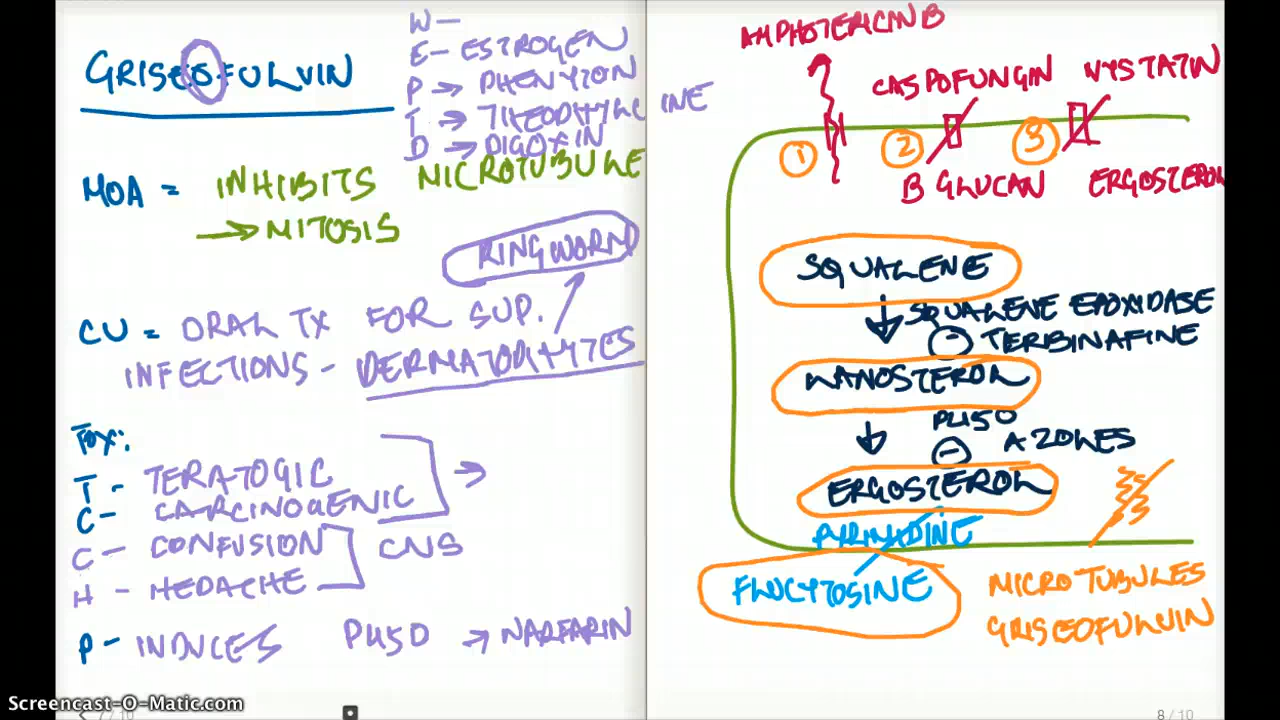 GRISEOFULVIN
W-
E- ESTROGEN
P → PHENYTOIN
T → THEOPHYLLINE
D → DIGOXIN
MOA = INHIBITS MICROTUBULE
→ MITOSIS
RINGWORM
CU = ORAL TX FOR SUP.
INFECTIONS - DERMATOPHYTES
TOX:
T - TERATOGIC
C - CARCINOGENIC
C - CONFUSION
CNS
H - HEDACHE
P - INDUCES P450 → WARFARIN
AMPHOTERICIN B
CASPOFUNGIN
NYSTATIN
1
2
3
B GLUCAN
ERGOSTEROL
SQUALENE
SQUALENE EPOXIDASE
TERBINAFINE
LANOSTEROL
P450
AZOLES
ERGOSTEROL
PYRIMIDINE
FLUCYTOSINE
MICROTUBULES
GRISEOFULVIN
Screencast-O-Matic.com
8 / 10